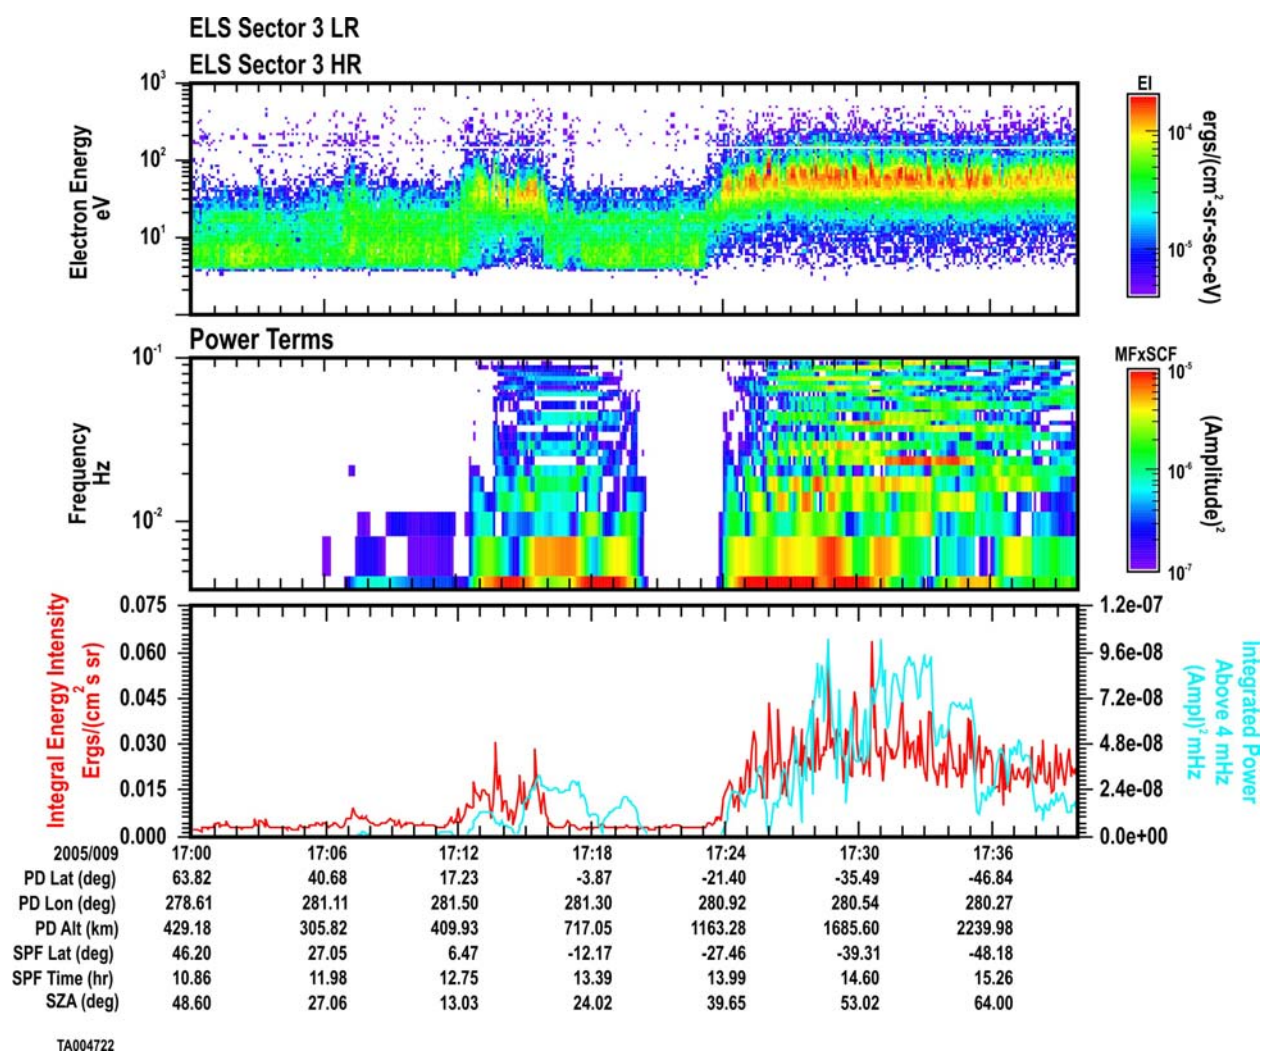 ELS Sector 3 LR
ELS Sector 3 HR
Electron Energy
eV
10³
10²
10¹
EI
10⁻⁴
10⁻⁵
ergs/(cm²-sr-sec-eV)
Power Terms
Frequency
Hz
10⁻¹
10⁻²
MFxSCF
10⁻⁵
10⁻⁶
10⁻⁷
(Amplitude)²
Integral Energy Intensity
Ergs/(cm² s sr)
0.075
0.060
0.045
0.030
0.015
0.000
1.2e-07
9.6e-08
7.2e-08
4.8e-08
2.4e-08
0.0e+00
Integrated Power
Above 4 mHz
(Ampl)² mHz
2005/009 17:00 17:06 17:12 17:18 17:24 17:30 17:36
PD Lat (deg) 63.82 40.68 17.23 -3.87 -21.40 -35.49 -46.84
PD Lon (deg) 278.61 281.11 281.50 281.30 280.92 280.54 280.27
PD Alt (km) 429.18 305.82 409.93 717.05 1163.28 1685.60 2239.98
SPF Lat (deg) 46.20 27.05 6.47 -12.17 -27.46 -39.31 -48.18
SPF Time (hr) 10.86 11.98 12.75 13.39 13.99 14.60 15.26
SZA (deg) 48.60 27.06 13.03 24.02 39.65 53.02 64.00
TA004722